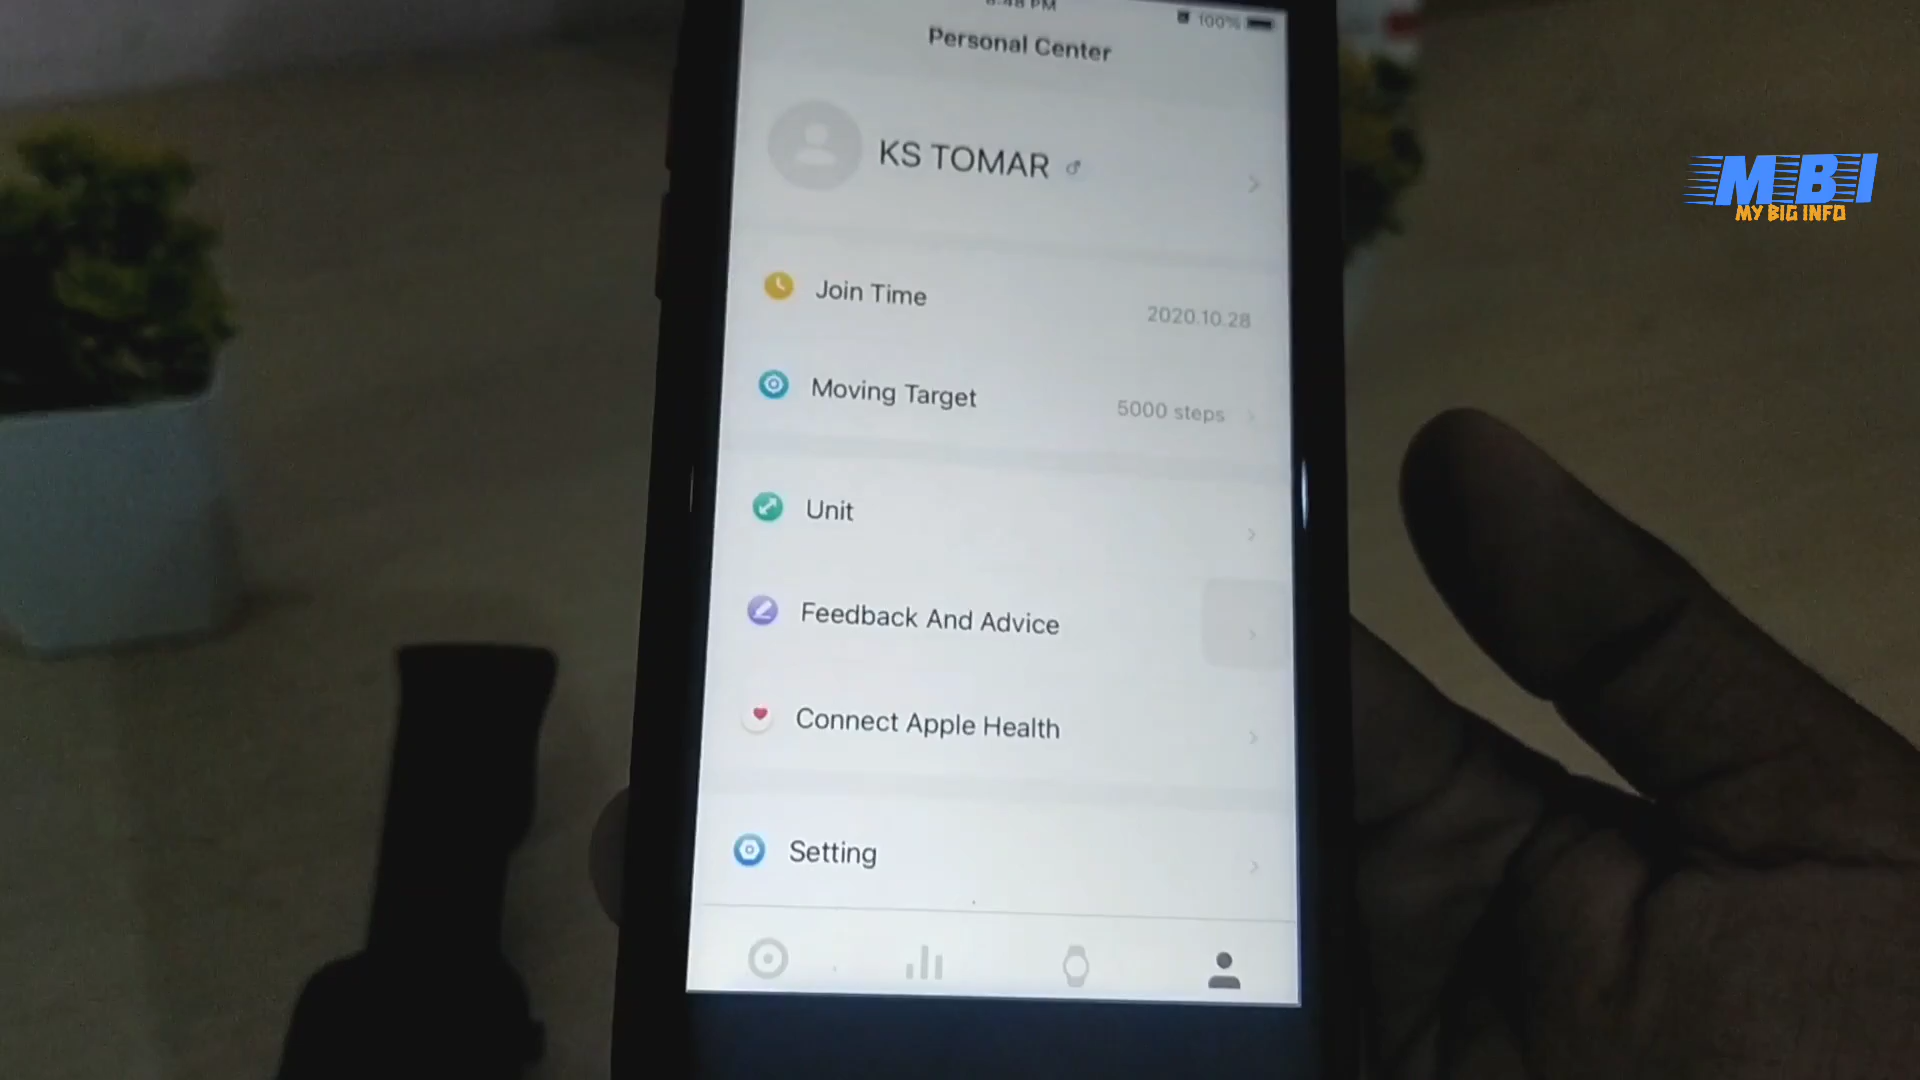 100%
Personal Center
KS TOMAR ♂
MBI
MY BIG INFO
Join Time
2020.10.28
Moving Target
5000 steps
Unit
Feedback And Advice
Connect Apple Health
Setting